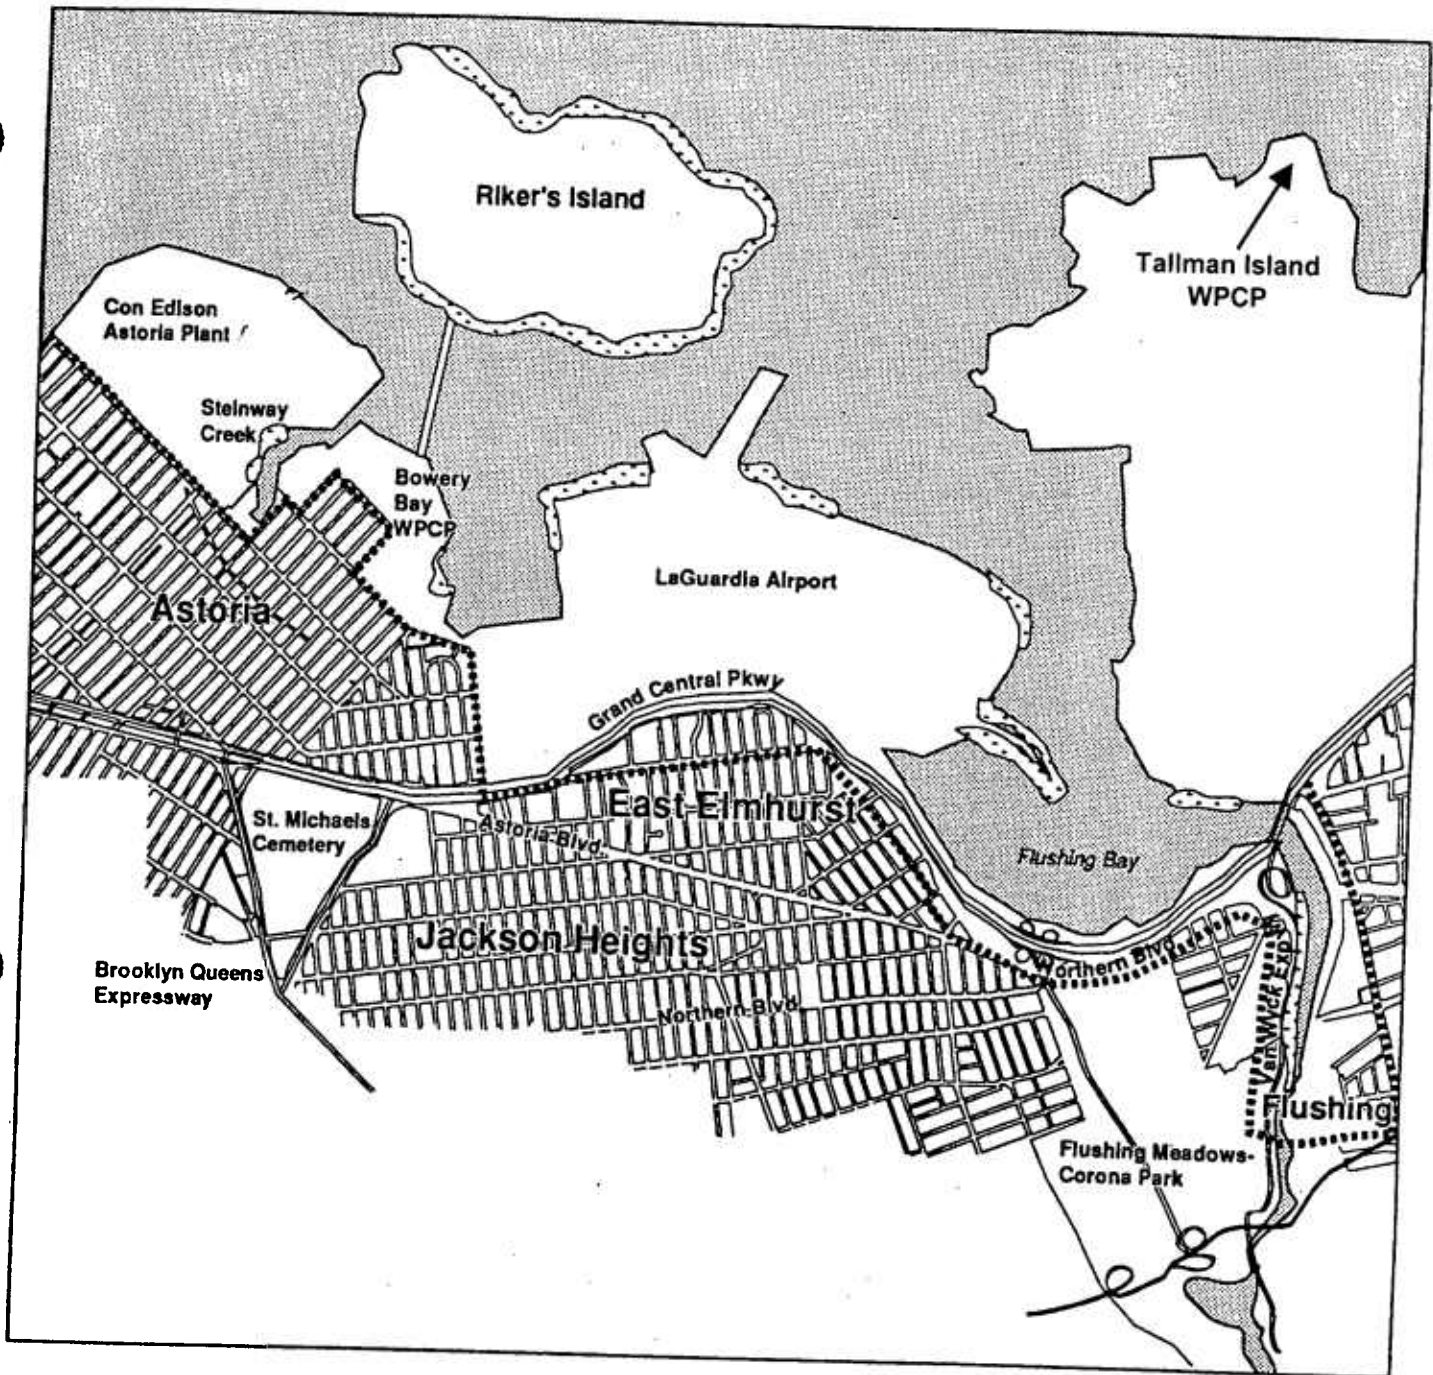 Riker's Island
Tallman Island
WPCP
Con Edison
Astoria Plant
Steinway
Creek
Bowery
Bay
WPCP
LaGuardia Airport
Astoria
Grand Central Pkwy
East Elmhurst
St. Michaels
Cemetery
Astoria Blvd.
Flushing Bay
Jackson Heights
Brooklyn Queens
Expressway
Northern Blvd
Van Wyck Expwy
Northern Blvd.
Flushing
Flushing Meadows-
Corona Park